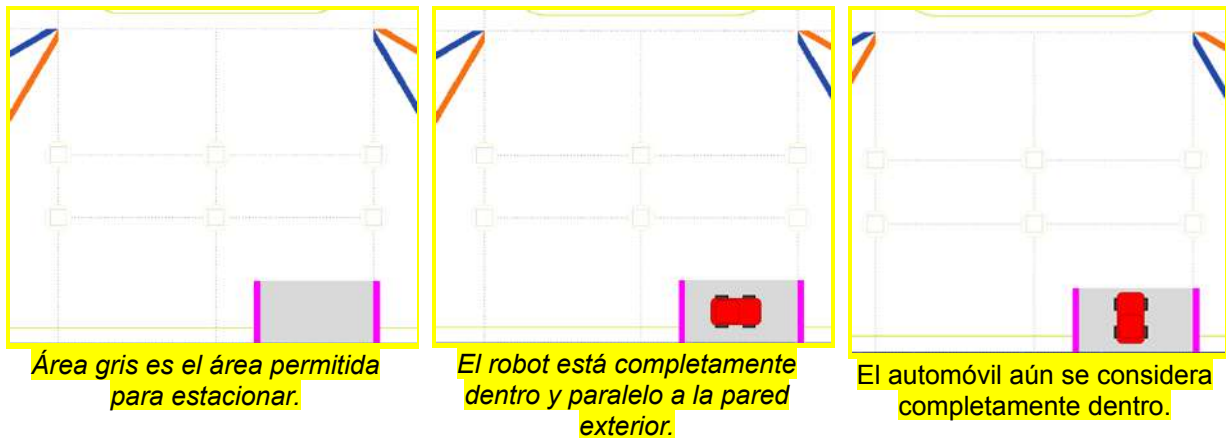 Área gris es el área permitida
para estacionar.
El robot está completamente
dentro y paralelo a la pared
exterior.
El automóvil aún se considera
completamente dentro.